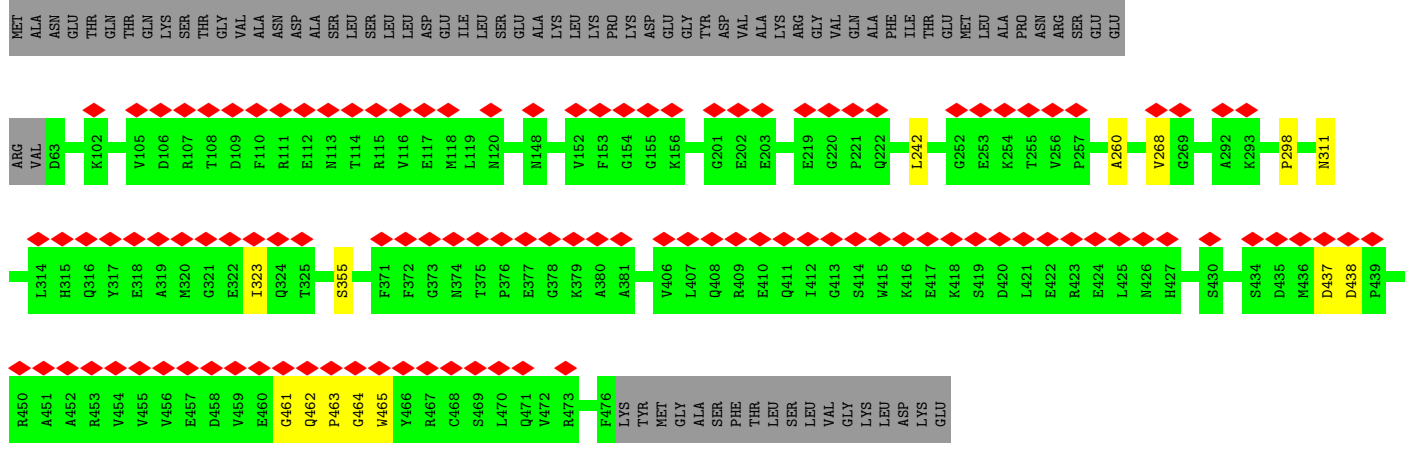 MET ALA ASN GLU THR GLN THR GLN LYS SER THR GLY VAL ALA ASN ASP ALA SER LEU SER LEU LEU ASP GLU ILE LEU SER GLU ALA LYS LEU LYS PRO LYS ASP GLU GLY TYR ASP VAL ALA LYS ARG GLY VAL GLN ALA PHE ILE THR GLU MET LEU ALA PRO ASN ARG SER GLU GLU
ARG VAL D63 K102 V105 D106 R107 T108 D109 F110 R111 E112 N113 T114 R115 V116 E117 M118 L119 N120 N148 V152 F153 G154 G155 K156 G201 E202 E203 E219 G220 P221 Q222 L242 G252 E253 K254 T255 V256 P257 A260 V268 G269 A292 K293 P298 N311
L314 H315 Q316 Y317 E318 A319 M320 G321 E322 I323 Q324 T325 S355 F371 F372 G373 N374 T375 P376 E377 G378 K379 A380 A381 V406 L407 Q408 R409 E410 Q411 I412 G413 S414 W415 K416 E417 K418 S419 D420 L421 E422 R423 E424 L425 N426 H427 S430 S434 D435 M436 D437 D438 P439
R450 A451 A452 R453 V454 V455 V456 E457 D458 V459 E460 G461 Q462 P463 G464 W465 Y466 R467 C468 S469 L470 Q471 V472 R473 F476 LYS TYR MET GLY ALA SER PHE THR LEU SER LEU VAL GLY LYS LEU ASP LYS GLU